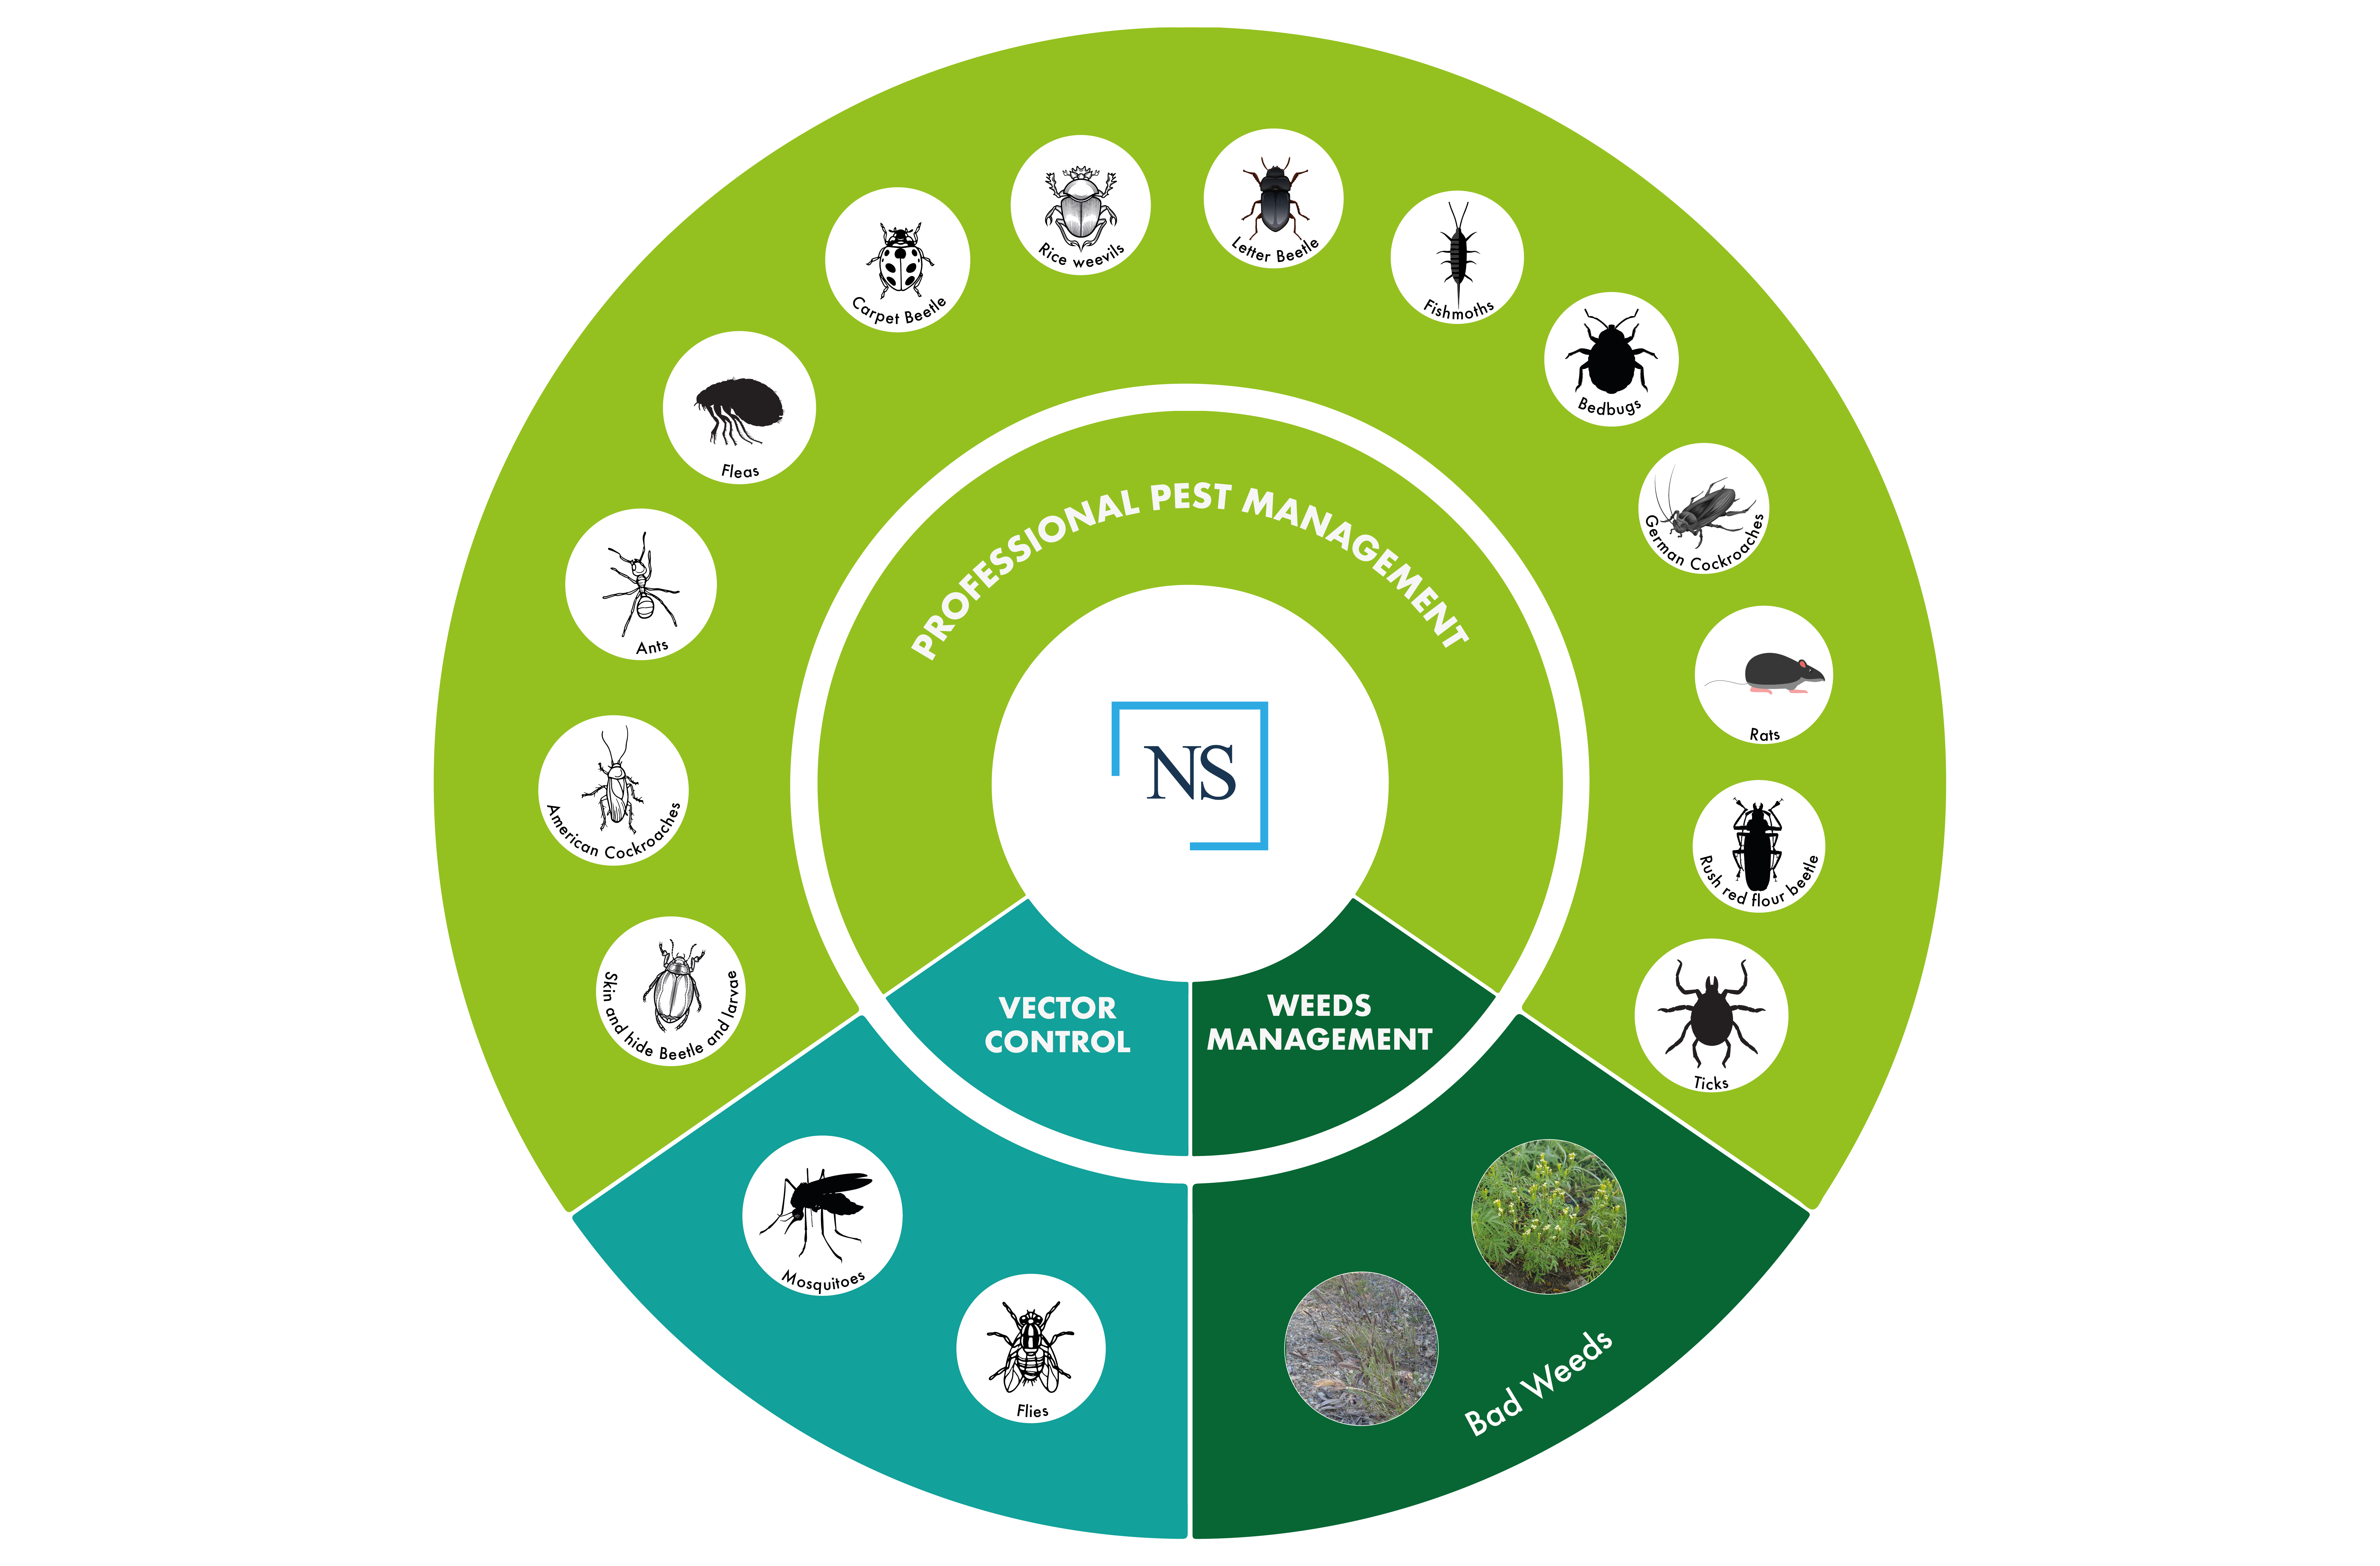 Skin and hide Beetle and larvae
American Cockroaches
Ants
Fleas
Carpet Beetle
Rice weevils
Letter Beetle
Fishmoths
Bedbugs
German Cockroaches
Rats
Rush red flour beetle
Ticks
PROFESSIONAL PEST MANAGEMENT
NS
VECTOR
CONTROL
WEEDS
MANAGEMENT
Mosquitoes
Flies
Bad Weeds